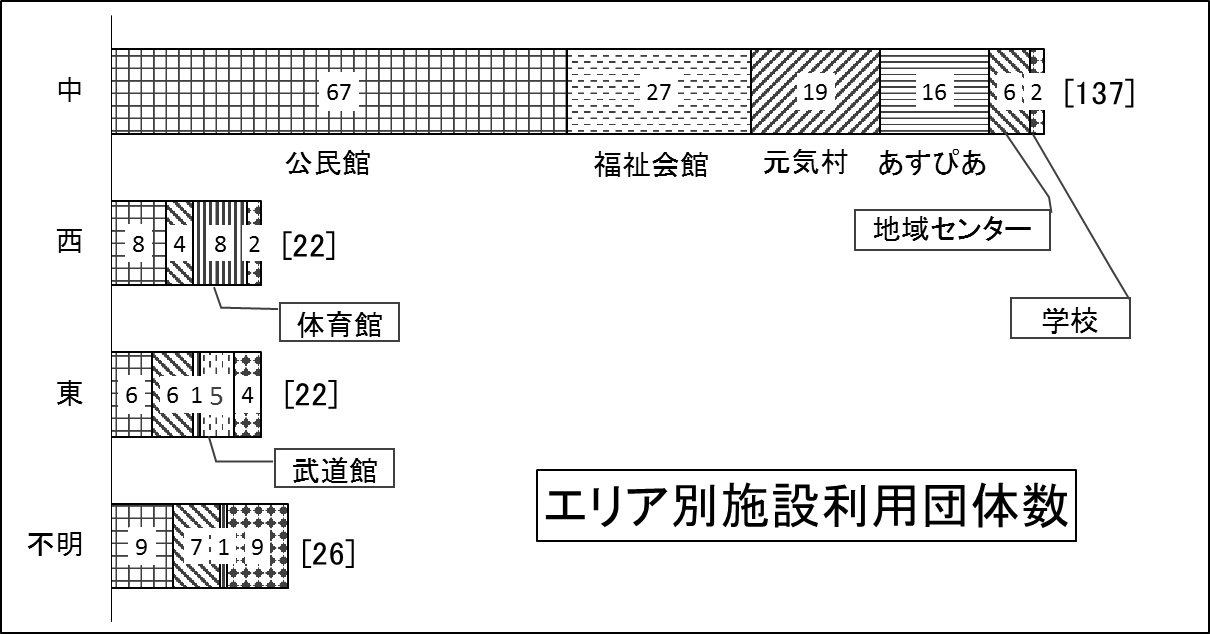 中 67 27 19 16 6 2 [137]
公民館 福祉会館 元気村 あすぴあ
地域センター
西 8 4 8 2 [22]
体育館
学校
東 6 6 1 5 4 [22]
武道館
エリア別施設利用団体数
不明 9 7 1 9 [26]